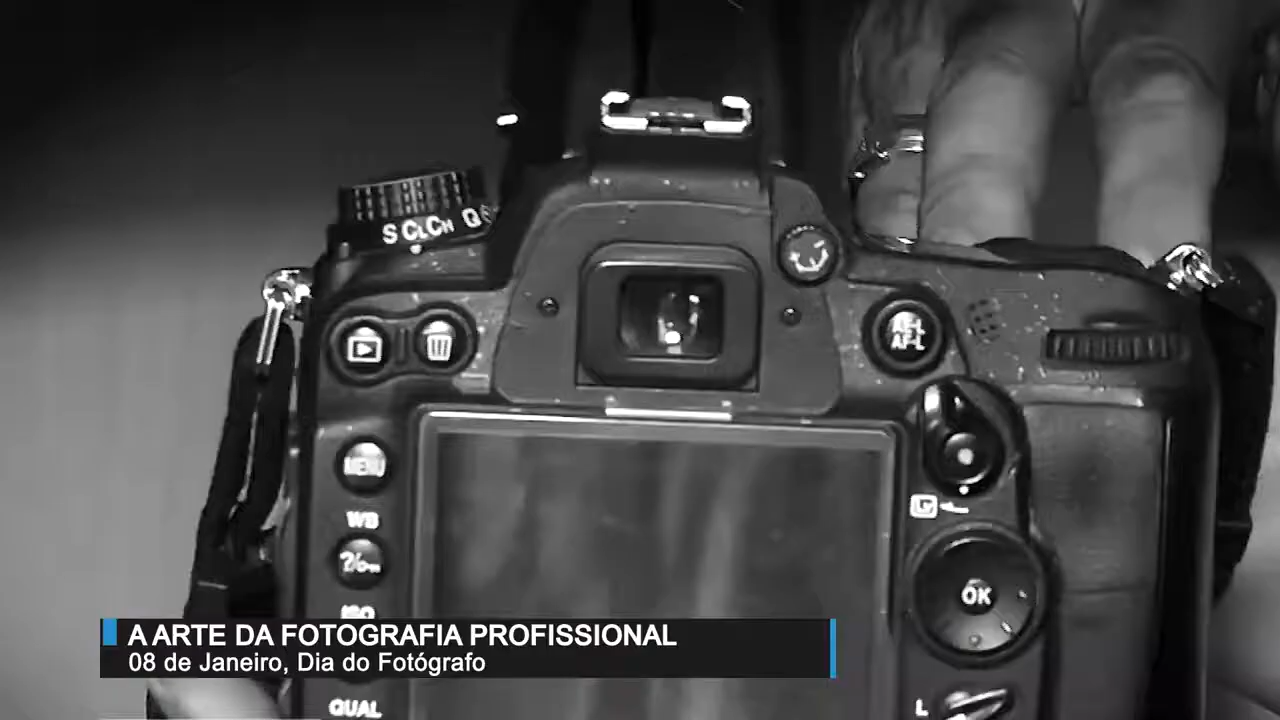 S CL CH Q
AE-L
AF-L
MENU
WB
ISO
OK
Lv
A ARTE DA FOTOGRAFIA PROFISSIONAL
08 de Janeiro, Dia do Fotógrafo
QUAL
L